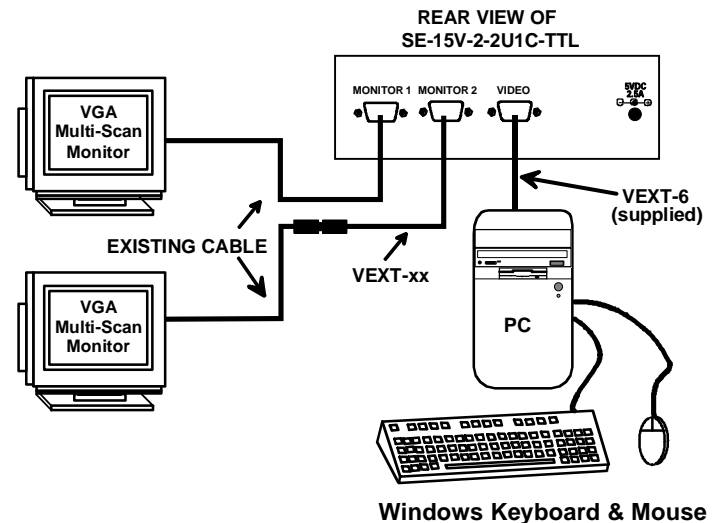 REAR VIEW OF
SE-15V-2-2U1C-TTL
MONITOR 1 MONITOR 2 VIDEO
5VDC
2.5A
VGA
Multi-Scan
Monitor
VEXT-6
(supplied)
EXISTING CABLE
VEXT-xx
VGA
Multi-Scan
Monitor
PC
Windows Keyboard & Mouse